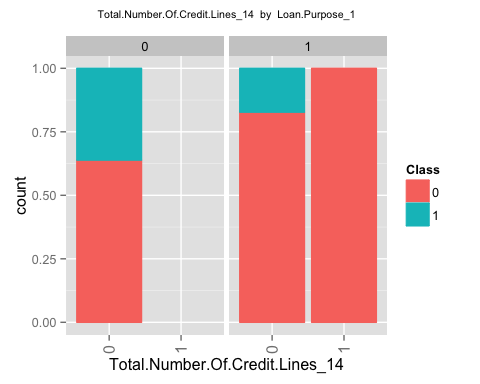 Total.Number.Of.Credit.Lines_14 by Loan.Purpose_1
0 1
1.00
0.75
0.50
0.25
0.00
count
0 1 0 1
Total.Number.Of.Credit.Lines_14
Class
0
1